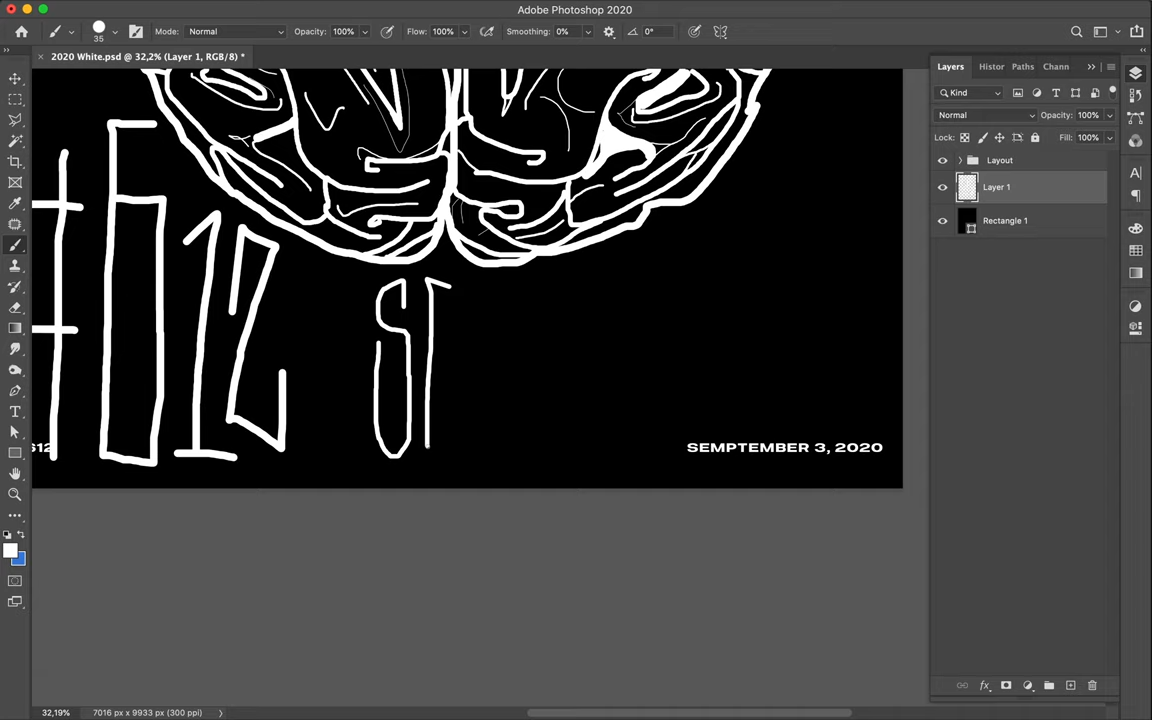 Adobe Photoshop 2020
35
Mode: Normal
Opacity: 100%
Flow: 100%
Smoothing: 0%
0°
2020 White.psd @ 32,2% (Layer 1, RGB/8) *
Layers
Histor
Paths
Chann
Kind
Normal
Opacity: 100%
Lock:
Fill: 100%
Layout
Layer 1
Rectangle 1
SEMPTEMBER 3, 2020
32,19%
7016 px x 9933 px (300 ppi)